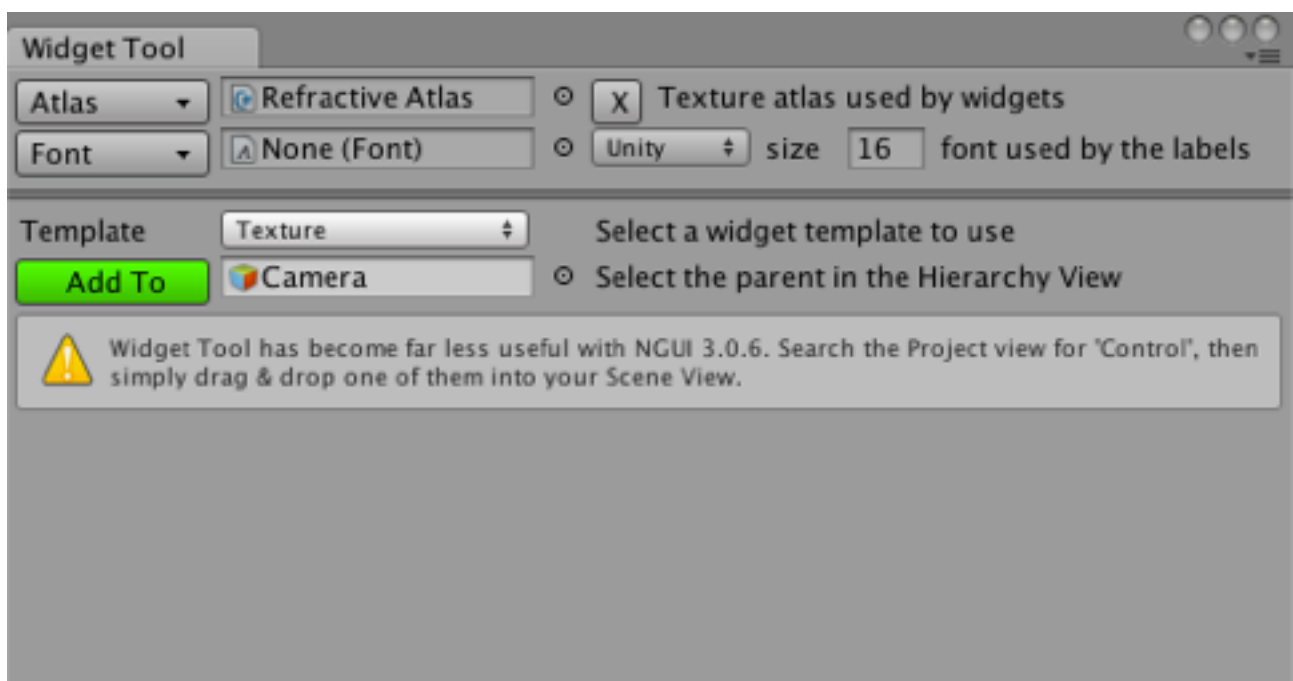 Widget Tool
Atlas Refractive Atlas X Texture atlas used by widgets
Font None (Font) Unity size 16 font used by the labels
Template Texture Select a widget template to use
Add To Camera Select the parent in the Hierarchy View
Widget Tool has become far less useful with NGUI 3.0.6. Search the Project view for 'Control', then
simply drag & drop one of them into your Scene View.